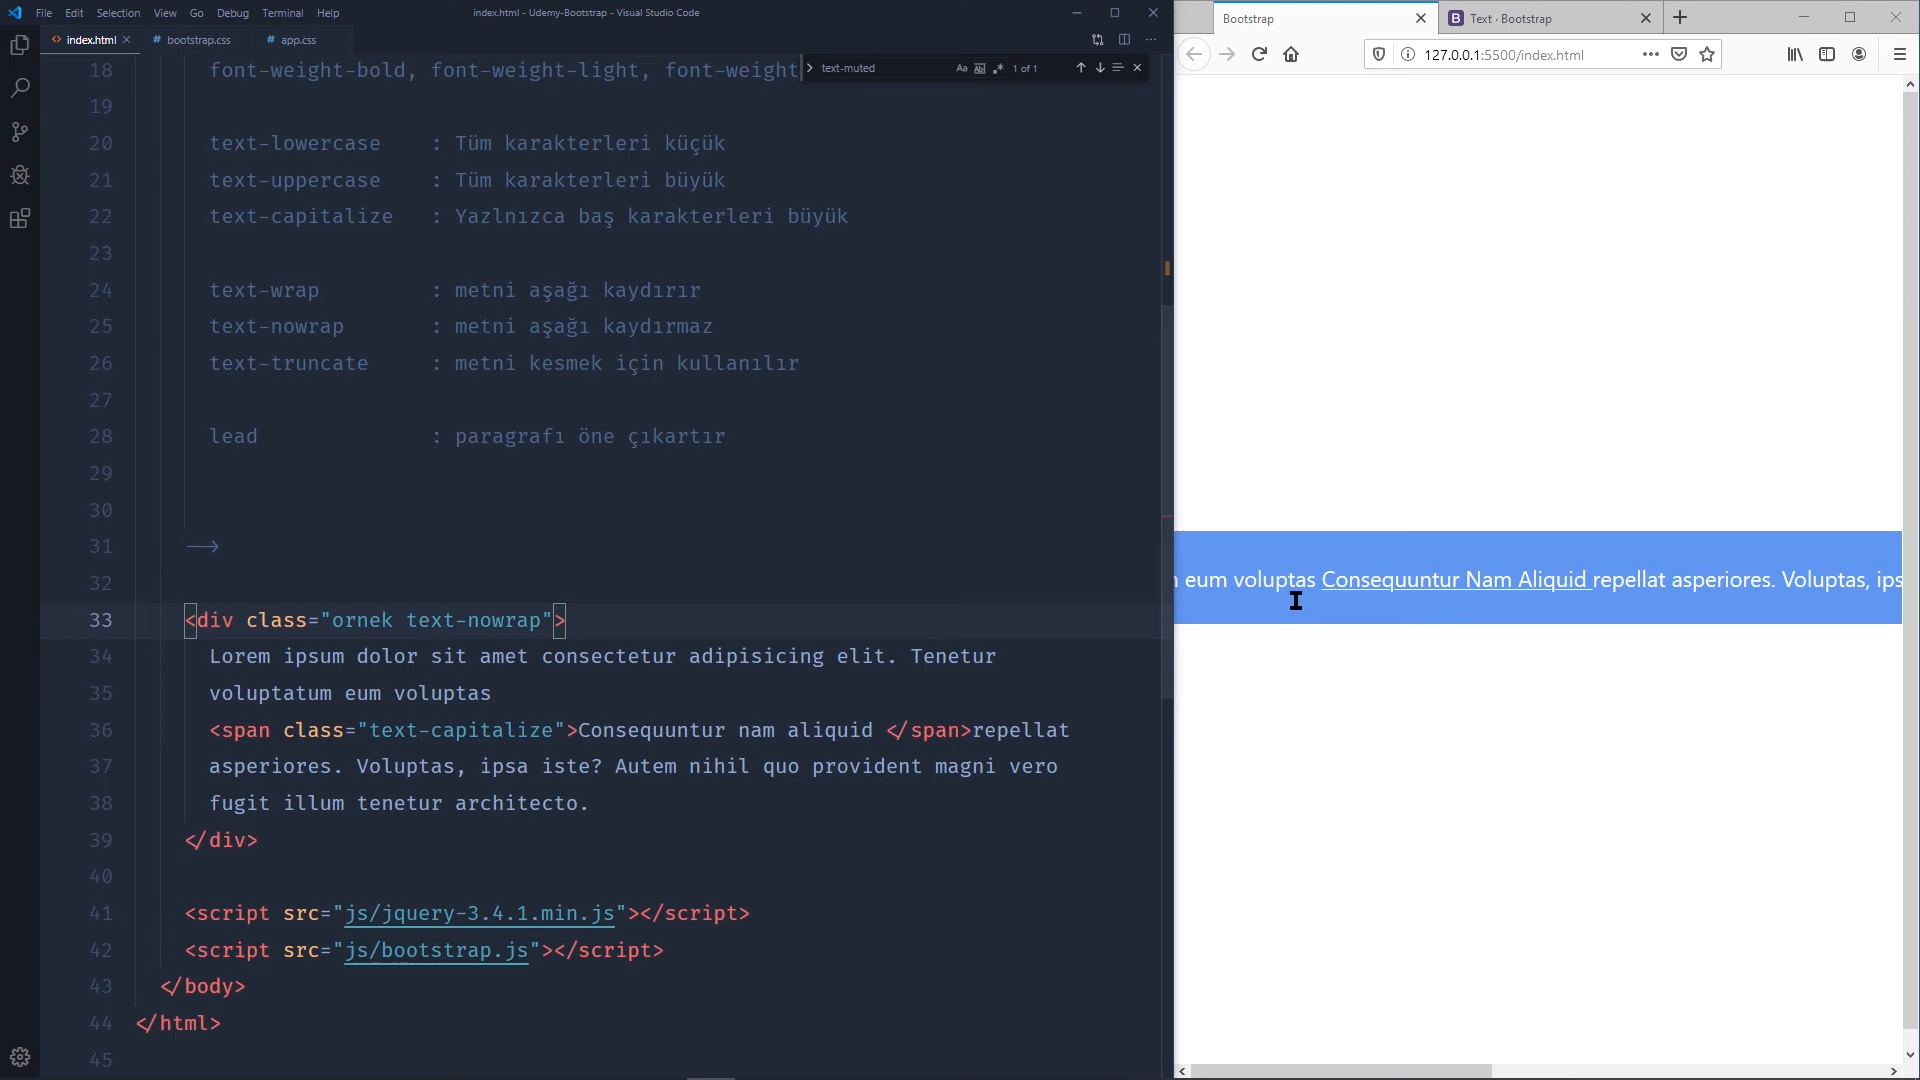 File Edit Selection View Go Debug Terminal Help
index.html - Udemy-Bootstrap - Visual Studio Code
index.html
bootstrap.css
app.css
text-muted
1 of 1
18 font-weight-bold, font-weight-light, font-weight
19
20 text-lowercase : Tüm karakterleri küçük
21 text-uppercase : Tüm karakterleri büyük
22 text-capitalize : Yazlnızca baş karakterleri büyük
23
24 text-wrap : metni aşağı kaydırır
25 text-nowrap : metni aşağı kaydırmaz
26 text-truncate : metni kesmek için kullanılır
27
28 lead : paragrafı öne çıkartır
29
30
31 -->
32
33 <div class="ornek text-nowrap">
34 Lorem ipsum dolor sit amet consectetur adipisicing elit. Tenetur
35 voluptatum eum voluptas
36 <span class="text-capitalize">Consequuntur nam aliquid </span>repellat
37 asperiores. Voluptas, ipsa iste? Autem nihil quo provident magni vero
38 fugit illum tenetur architecto.
39 </div>
40
41 <script src="js/jquery-3.4.1.min.js"></script>
42 <script src="js/bootstrap.js"></script>
43 </body>
44 </html>
45
Bootstrap
B Text · Bootstrap
127.0.0.1:5500/index.html
eum voluptas Consequuntur Nam Aliquid repellat asperiores. Voluptas, ips